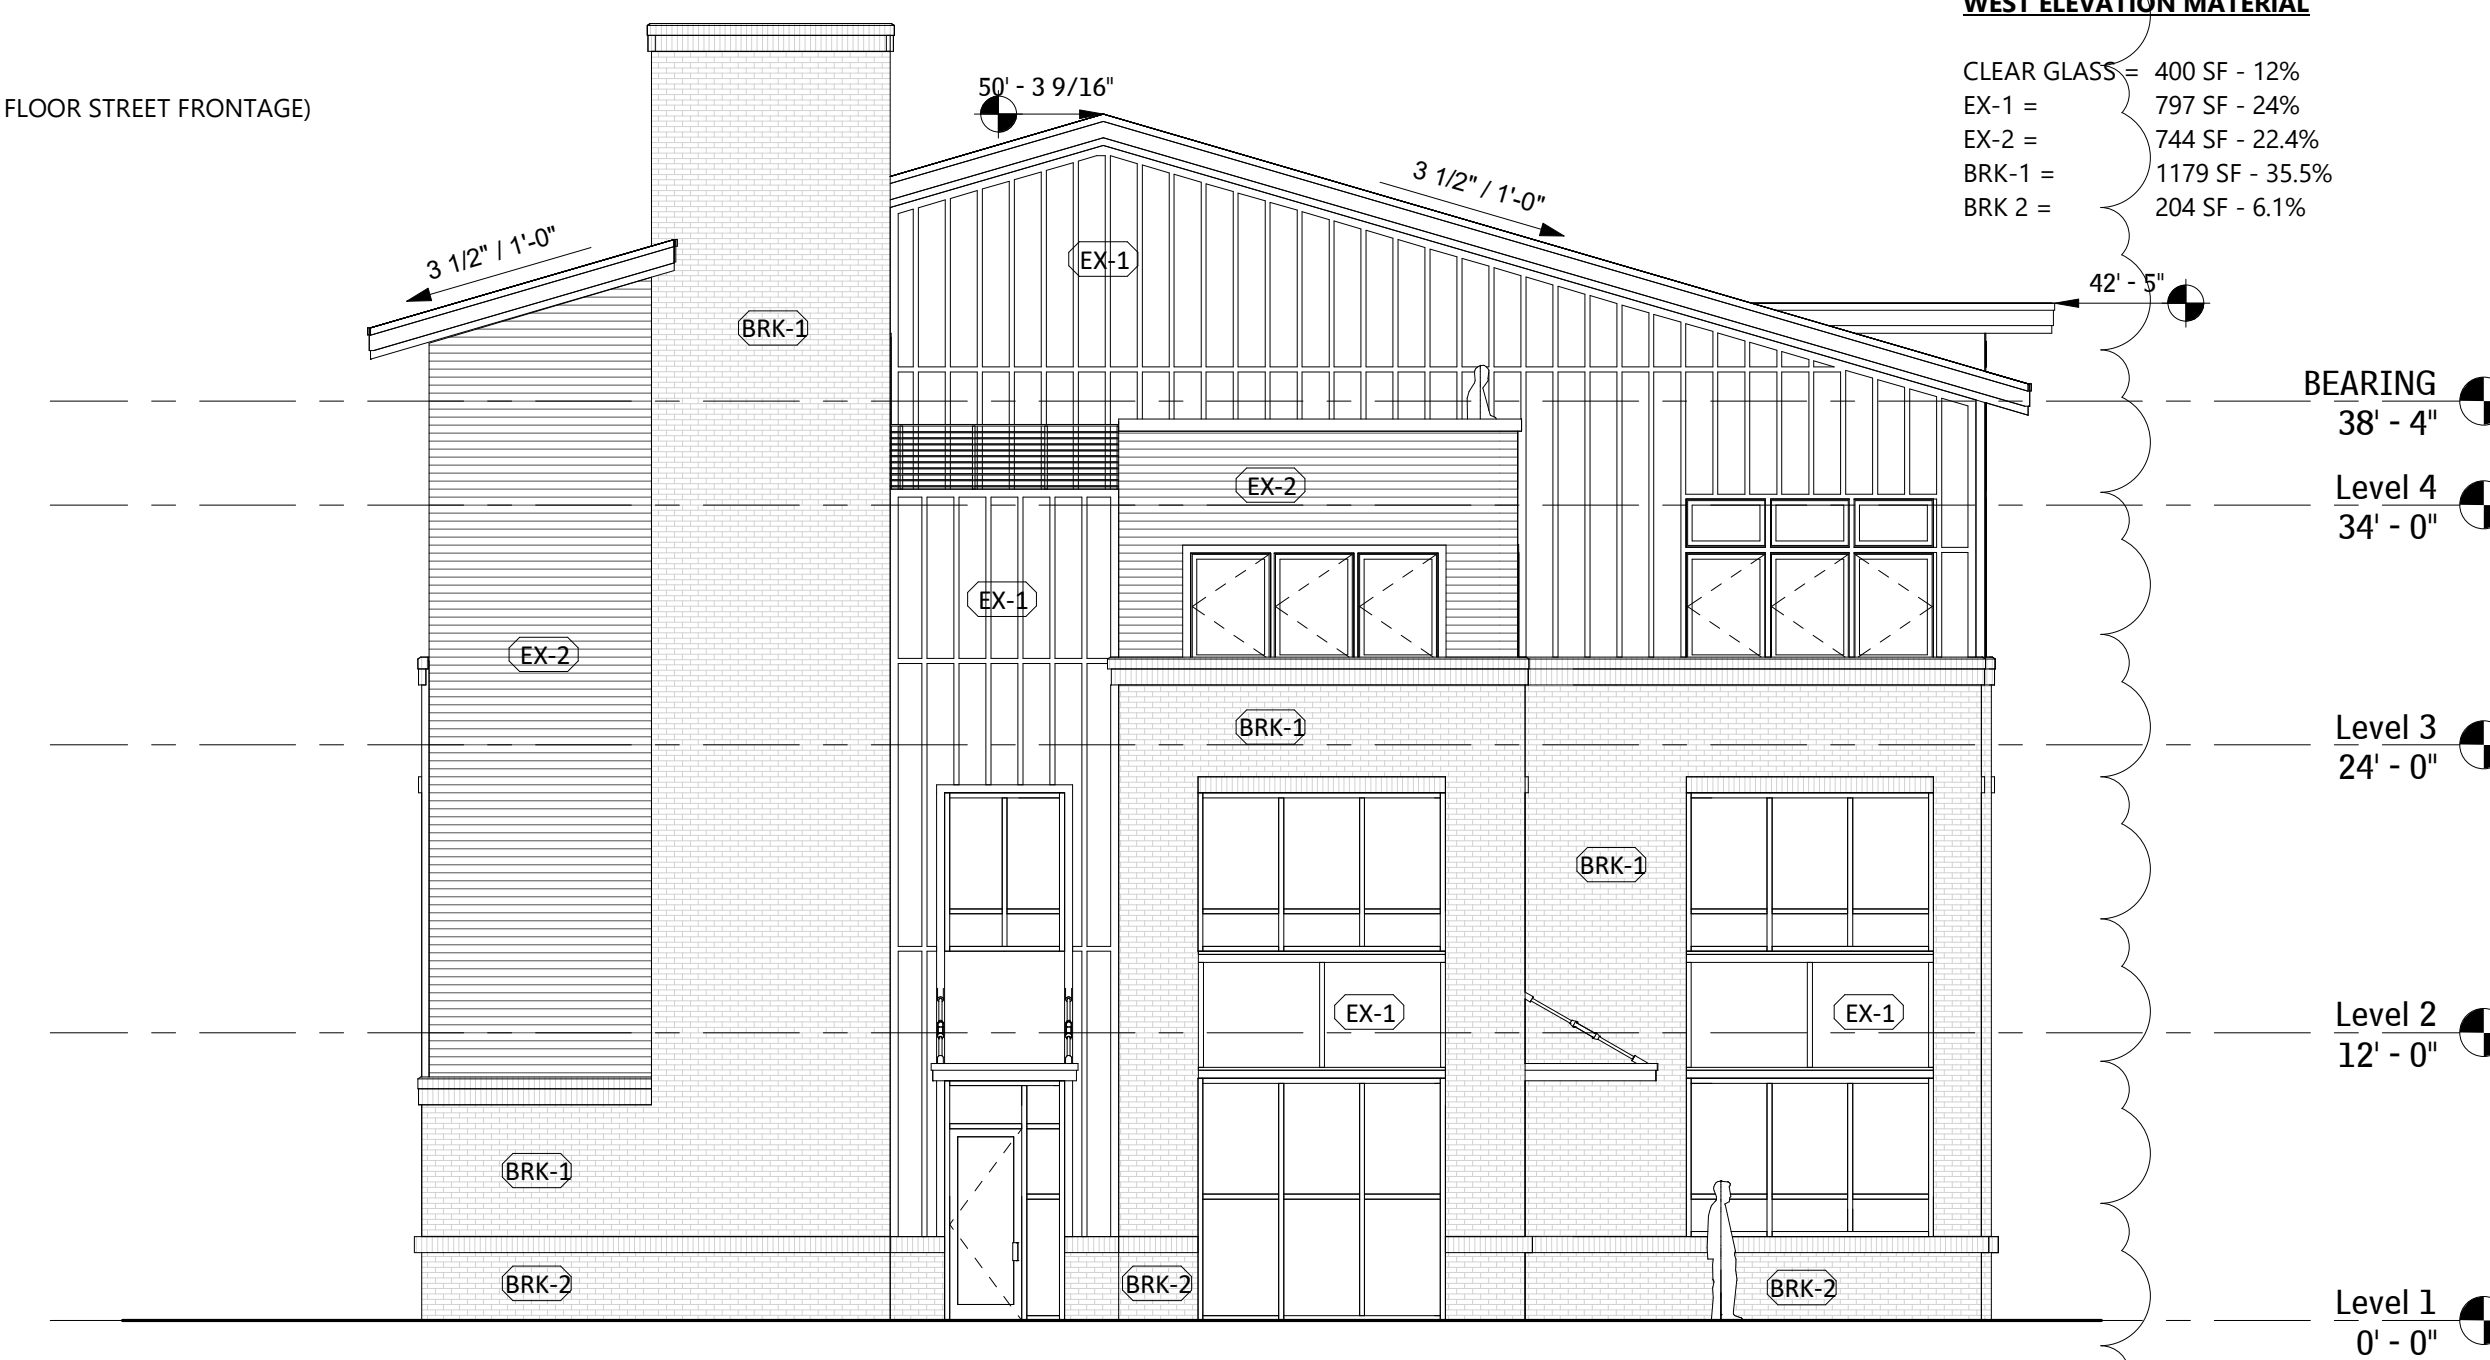 WEST ELEVATION MATERIAL
CLEAR GLASS = 400 SF - 12%
EX-1 = 797 SF - 24%
EX-2 = 744 SF - 22.4%
BRK-1 = 1179 SF - 35.5%
BRK 2 = 204 SF - 6.1%
FLOOR STREET FRONTAGE)
50' - 3 9/16"
3 1/2" / 1'-0"
3 1/2" / 1'-0"
EX-1
42' - 5"
BRK-1
BEARING
38' - 4"
EX-2
Level 4
34' - 0"
EX-1
EX-2
BRK-1
Level 3
24' - 0"
BRK-1
EX-1
EX-1
Level 2
12' - 0"
BRK-1
BRK-2
BRK-2
BRK-2
Level 1
0' - 0"